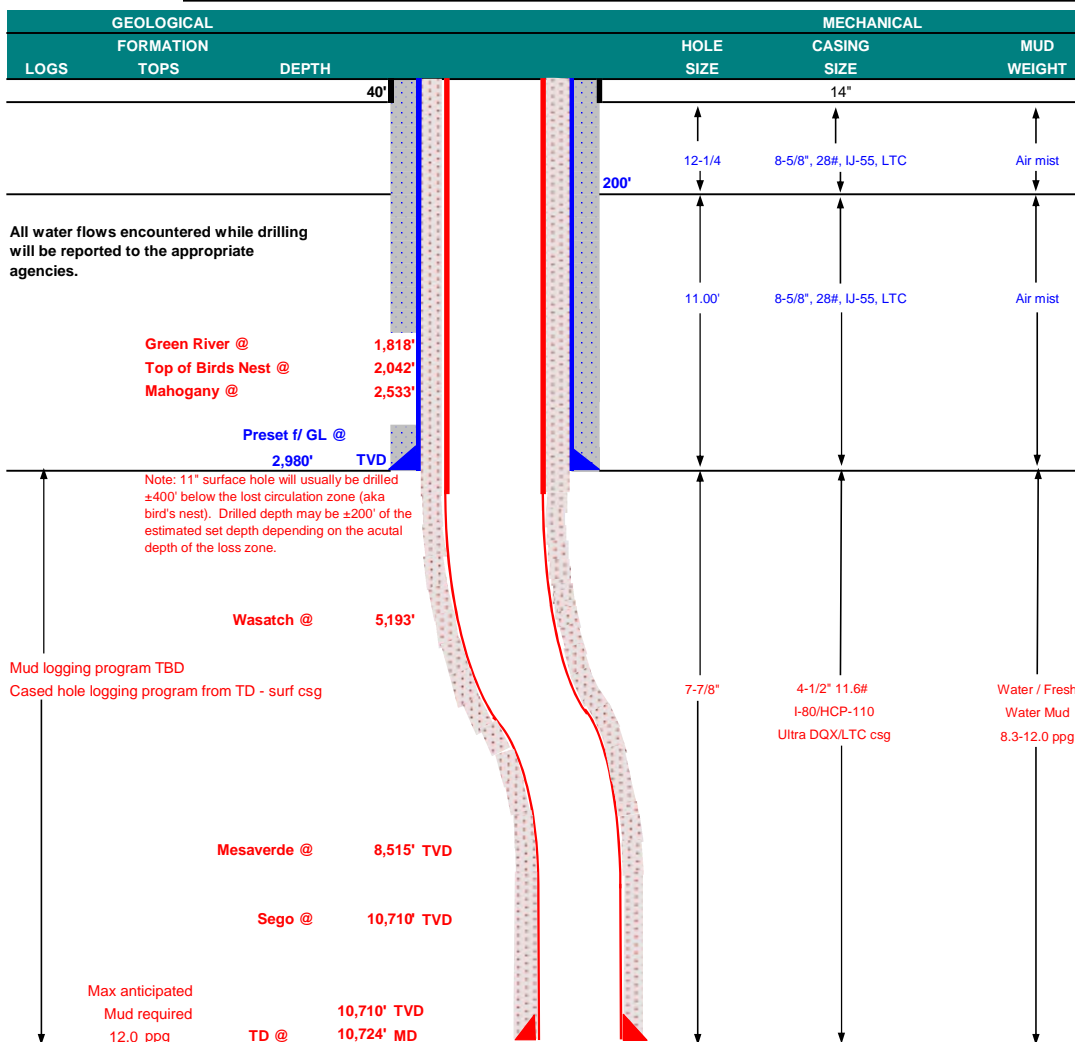 GEOLOGICAL MECHANICAL
FORMATION HOLE CASING MUD
LOGS TOPS DEPTH SIZE SIZE WEIGHT
40' 14"
12-1/4 8-5/8", 28#, IJ-55, LTC Air mist
200'
All water flows encountered while drilling
will be reported to the appropriate
agencies.
11.00' 8-5/8", 28#, IJ-55, LTC Air mist
Green River @ 1,818'
Top of Birds Nest @ 2,042'
Mahogany @ 2,533'
Preset f/ GL @
2,980' TVD
Note: 11" surface hole will usually be drilled
±400' below the lost circulation zone (aka
bird's nest). Drilled depth may be ±200' of the
estimated set depth depending on the acutal
depth of the loss zone.
Wasatch @ 5,193'
Mud logging program TBD
Cased hole logging program from TD - surf csg
7-7/8" 4-1/2" 11.6# Water / Fresh
I-80/HCP-110 Water Mud
Ultra DQX/LTC csg 8.3-12.0 ppg
Mesaverde @ 8,515' TVD
Sego @ 10,710' TVD
Max anticipated
Mud required 10,710' TVD
12.0 ppg TD @ 10,724' MD